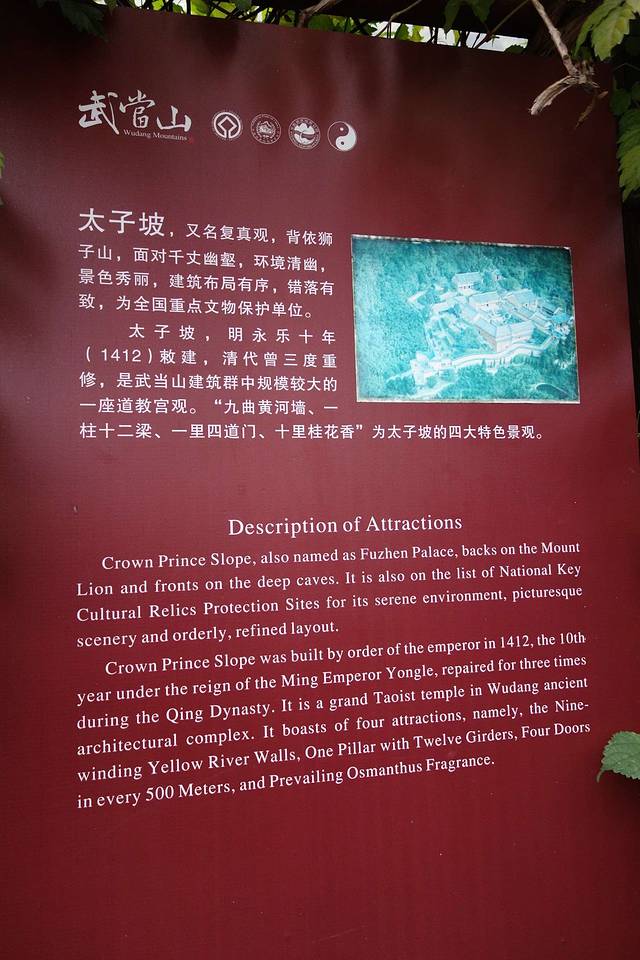 武當山
Wudang Mountains
太子坡，又名复真观，背依狮
子山，面对千丈幽壑，环境清幽，
景色秀丽，建筑布局有序，错落有
致，为全国重点文物保护单位。
太子坡，明永乐十年
（1412）敕建，清代曾三度重
修，是武当山建筑群中规模较大的
一座道教宫观。“九曲黄河墙、一
柱十二梁、一里四道门、十里桂花香”为太子坡的四大特色景观。
Description of Attractions
Crown Prince Slope, also named as Fuzhen Palace, backs on the Mount
Lion and fronts on the deep caves. It is also on the list of National Key
Cultural Relics Protection Sites for its serene environment, picturesque
scenery and orderly, refined layout.
Crown Prince Slope was built by order of the emperor in 1412, the 10th
year under the reign of the Ming Emperor Yongle, repaired for three times
during the Qing Dynasty. It is a grand Taoist temple in Wudang ancient
architectural complex. It boasts of four attractions, namely, the Nine-
winding Yellow River Walls, One Pillar with Twelve Girders, Four Doors
in every 500 Meters, and Prevailing Osmanthus Fragrance.